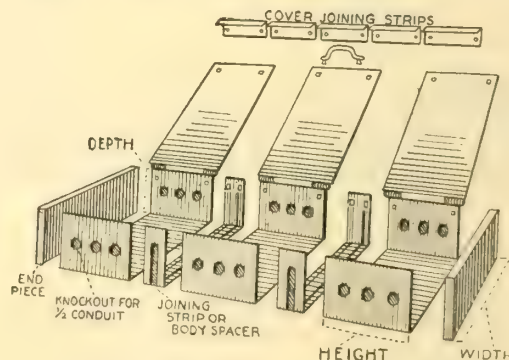 COVER JOINING STRIPS
DEPTH
END
PIECE
KNOCKOUT FOR
½ CONDUIT
JOINING
STRIP OR
BODY SPACER
HEIGHT
WIDTH